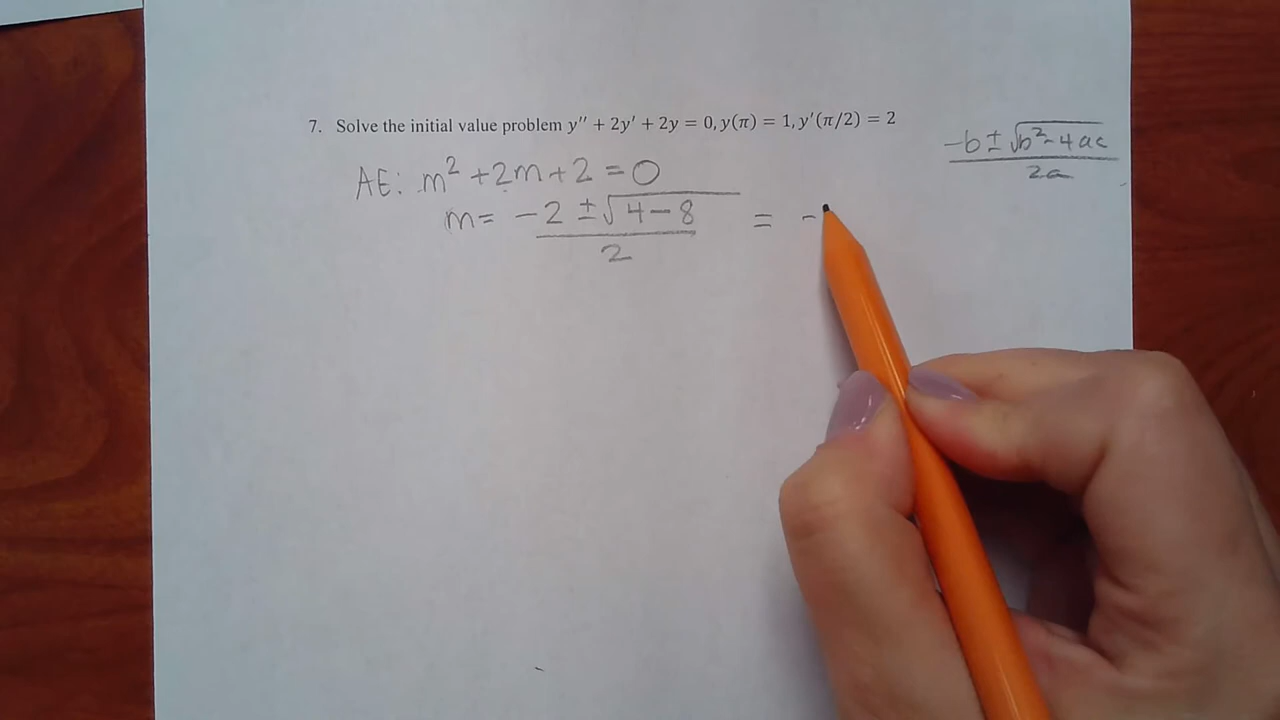 7. Solve the initial value problem y′′ + 2y′ + 2y = 0, y(π) = 1, y′(π/2) = 2
-b ± √b² - 4ac
2a
AE: m² + 2m + 2 = 0
m = -2 ± √4 - 8 = -
2